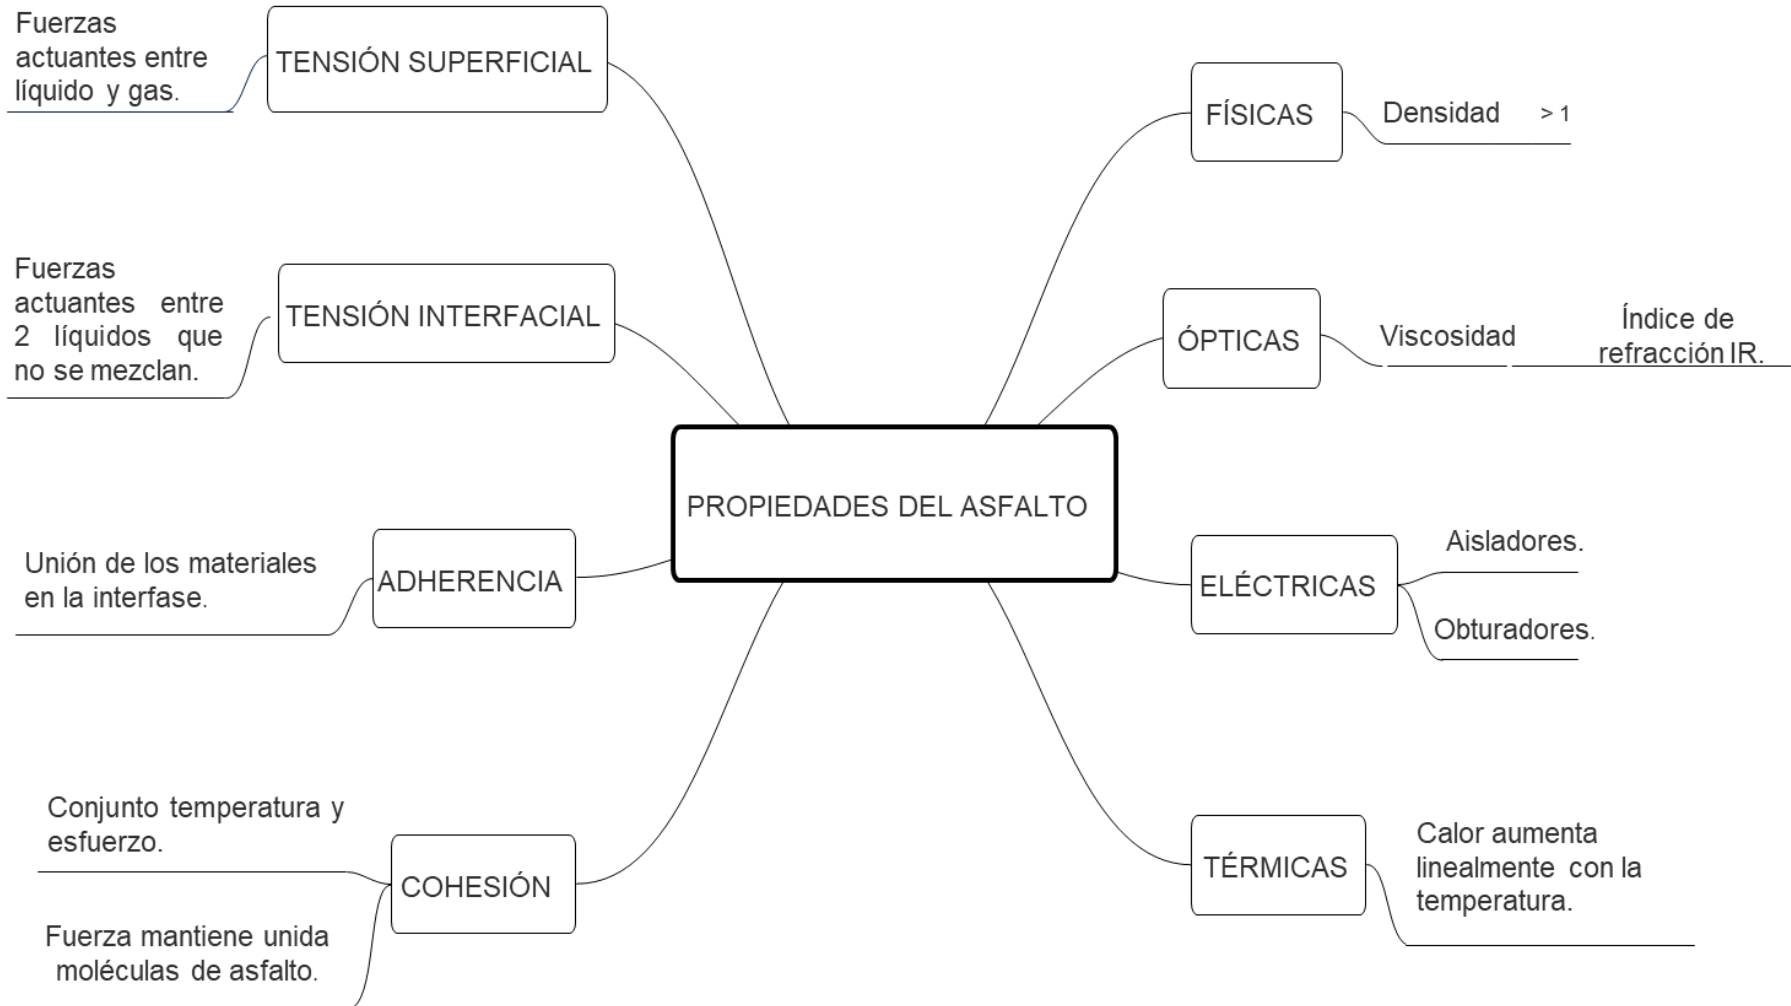 Fuerzas
actuantes entre
líquido y gas.
TENSIÓN SUPERFICIAL
Fuerzas
actuantes entre
2 líquidos que
no se mezclan.
TENSIÓN INTERFACIAL
Unión de los materiales
en la interfase.
ADHERENCIA
Conjunto temperatura y
esfuerzo.
Fuerza mantiene unida
moléculas de asfalto.
COHESIÓN
PROPIEDADES DEL ASFALTO
FÍSICAS
Densidad > 1
ÓPTICAS
Viscosidad
Índice de
refracción IR.
ELÉCTRICAS
Aisladores.
Obturadores.
TÉRMICAS
Calor aumenta
linealmente con la
temperatura.